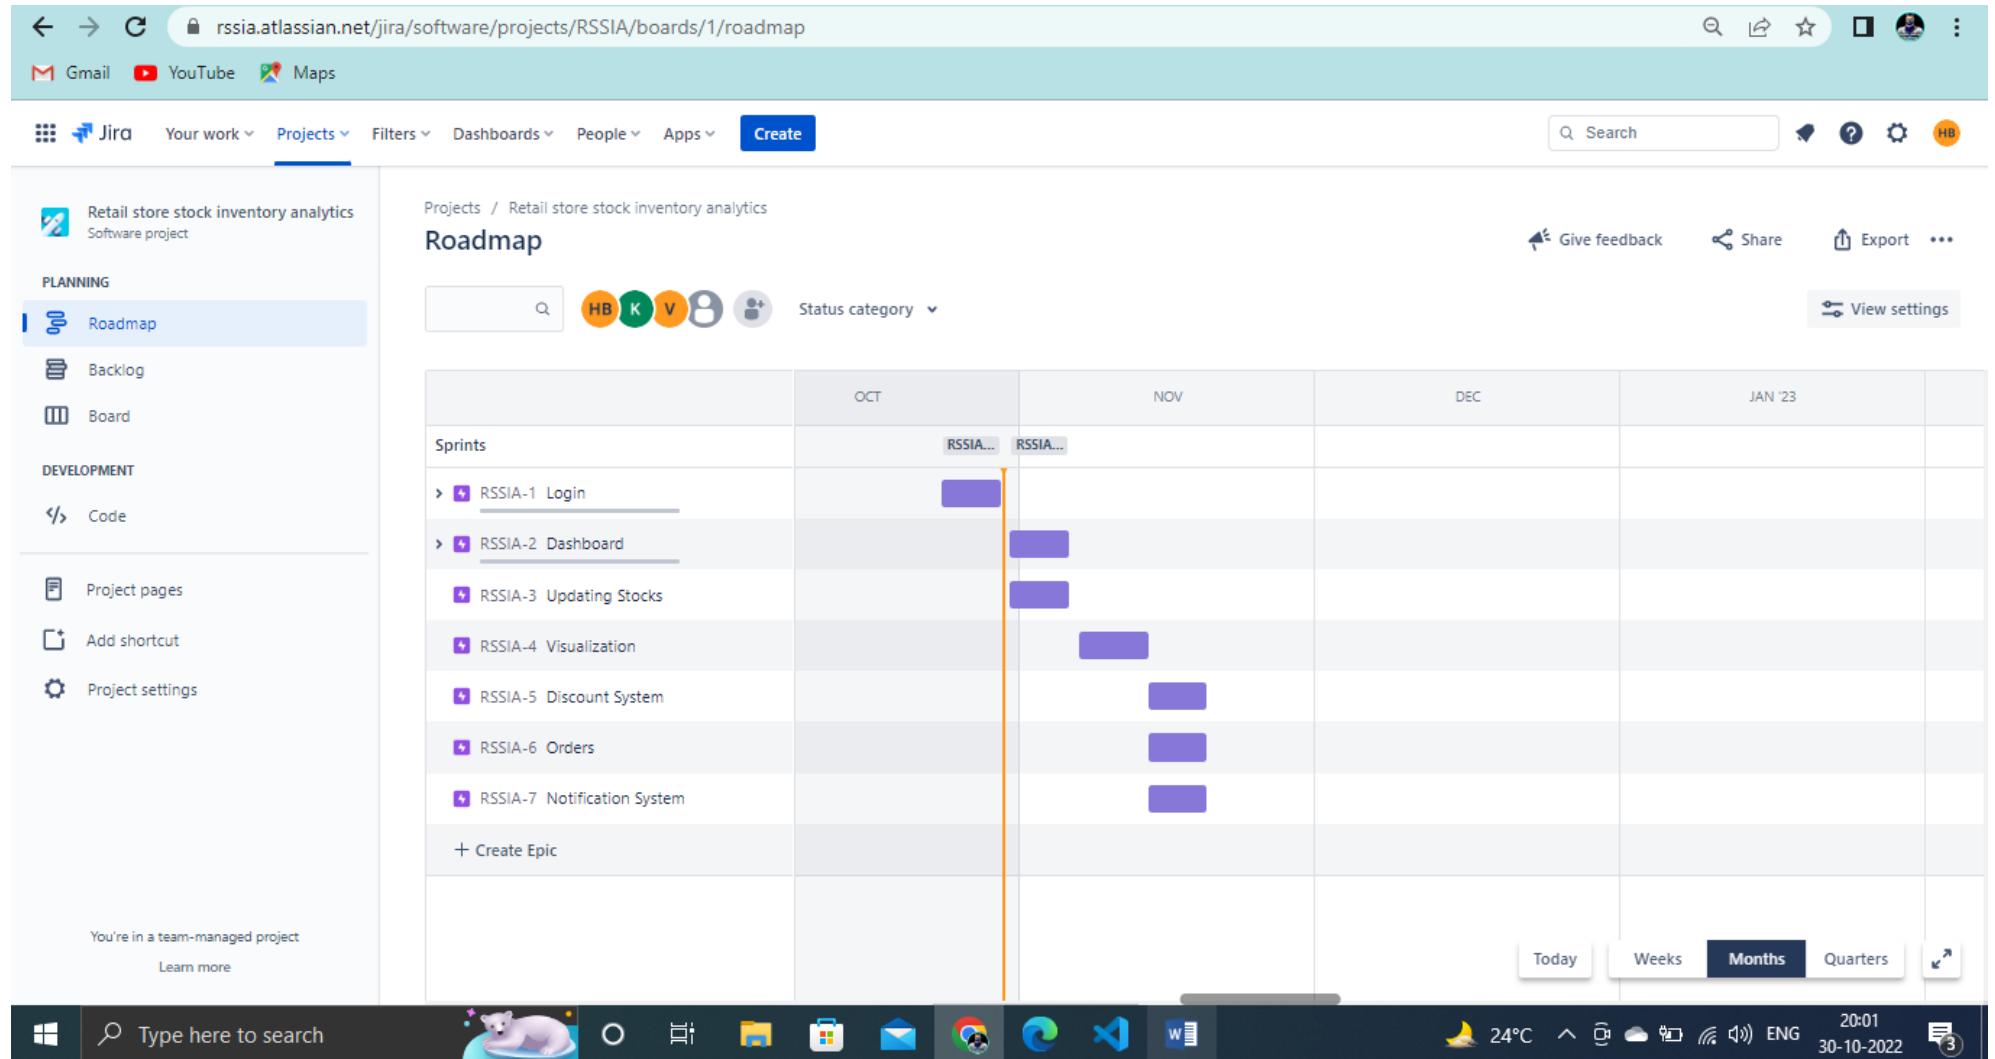 rssia.atlassian.net/jira/software/projects/RSSIA/boards/1/roadmap
Gmail YouTube Maps
Jira Your work Projects Filters Dashboards People Apps Create Search HB
Retail store stock inventory analytics
Software project
PLANNING
Roadmap
Backlog
Board
DEVELOPMENT
Code
Project pages
Add shortcut
Project settings
You're in a team-managed project
Learn more
Projects / Retail store stock inventory analytics
Roadmap
Give feedback Share Export
HB K V Status category View settings
OCT NOV DEC JAN '23
Sprints RSSIA... RSSIA...
RSSIA-1 Login
RSSIA-2 Dashboard
RSSIA-3 Updating Stocks
RSSIA-4 Visualization
RSSIA-5 Discount System
RSSIA-6 Orders
RSSIA-7 Notification System
+ Create Epic
Today Weeks Months Quarters
Type here to search
24°C ENG
20:01
30-10-2022
3